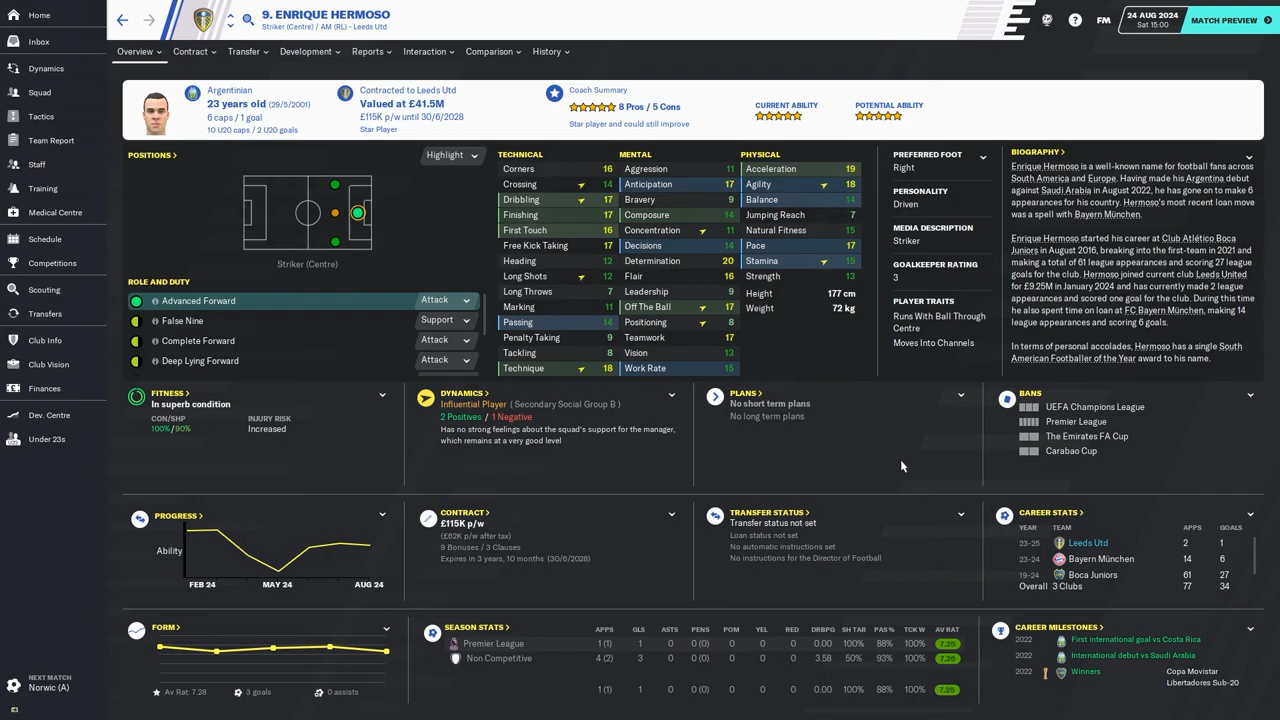 Home
Inbox
Dynamics
Squad
Tactics
Team Report
Staff
Training
Medical Centre
Schedule
Competitions
Scouting
Transfers
Club Info
Club Vision
Finances
Dev. Centre
Under 23s
NEXT MATCH
Norwic (A)
9. ENRIQUE HERMOSO
Striker (Centre) / AM (RL) - Leeds Utd
FM
24 AUG 2024
Sat 15:00
MATCH PREVIEW
Overview
Contract
Transfer
Development
Reports
Interaction
Comparison
History
Argentinian
23 years old (29/5/2001)
6 caps / 1 goal
10 U20 caps / 2 U20 goals
Contracted to Leeds Utd
Valued at £41.5M
£115K p/w until 30/6/2028
Star Player
Coach Summary
8 Pros / 5 Cons
Star player and could still improve
CURRENT ABILITY
POTENTIAL ABILITY
POSITIONS
Highlight
Striker (Centre)
ROLE AND DUTY
Advanced Forward Attack
False Nine Support
Complete Forward Attack
Deep Lying Forward Attack
TECHNICAL
Corners 16
Crossing 14
Dribbling 17
Finishing 17
First Touch 16
Free Kick Taking 17
Heading 12
Long Shots 12
Long Throws 7
Marking 11
Passing 14
Penalty Taking 9
Tackling 8
Technique 18
MENTAL
Aggression 11
Anticipation 17
Bravery 9
Composure 14
Concentration 11
Decisions 14
Determination 20
Flair 16
Leadership 9
Off The Ball 17
Positioning 8
Teamwork 17
Vision 13
Work Rate 15
PHYSICAL
Acceleration 19
Agility 18
Balance 14
Jumping Reach 7
Natural Fitness 15
Pace 17
Stamina 15
Strength 13
Height 177 cm
Weight 72 kg
PREFERRED FOOT
Right
PERSONALITY
Driven
MEDIA DESCRIPTION
Striker
GOALKEEPER RATING
3
PLAYER TRAITS
Runs With Ball Through
Centre
Moves Into Channels
BIOGRAPHY
Enrique Hermoso is a well-known name for football fans across
South America and Europe. Having made his Argentina debut
against Saudi Arabia in August 2022, he has gone on to make 6
appearances for his country. Hermoso's most recent loan move
was a spell with Bayern München.
Enrique Hermoso started his career at Club Atlético Boca
Juniors in August 2016, breaking into the first-team in 2021 and
making a total of 61 league appearances and scoring 27 league
goals for the club. Hermoso joined current club Leeds United
for £9.25M in January 2024 and has currently made 2 league
appearances and scored one goal for the club. During this time
he also spent time on loan at FC Bayern München, making 14
league appearances and scoring 6 goals.
In terms of personal accolades, Hermoso has a single South
American Footballer of the Year award to his name.
FITNESS
In superb condition
CON/SHP
100%/90%
INJURY RISK
Increased
DYNAMICS
Influential Player ( Secondary Social Group B )
2 Positives / 1 Negative
Has no strong feelings about the squad's support for the manager,
which remains at a very good level
PLANS
No short term plans
No long term plans
BANS
UEFA Champions League
Premier League
The Emirates FA Cup
Carabao Cup
PROGRESS
Ability
FEB 24
MAY 24
AUG 24
CONTRACT
£115K p/w
(£62K p/w after tax)
9 Bonuses / 3 Clauses
Expires in 3 years, 10 months (30/6/2028)
TRANSFER STATUS
Transfer status not set
Loan status not set
No automatic instructions set
No instructions for the Director of Football
CAREER STATS
YEAR TEAM APPS GOALS
23-25 Leeds Utd 2 1
23-24 Bayern München 14 6
19-24 Boca Juniors 61 27
Overall 3 Clubs 77 34
FORM
Av Rat: 7.28
3 goals
0 assists
SEASON STATS
APPS GLS ASTS PENS POM YEL RED DRBPG SH TAR PAS % TCK W AV RAT
Premier League 1 (1) 1 0 0 (0) 0 0 0 0.00 100% 88% 100% 7.25
Non Competitive 4 (2) 3 0 0 (0) 0 0 0 3.58 50% 93% 100% 7.26
1 (1) 1 0 0 (0) 0 0 0 0.00 100% 88% 100% 7.25
CAREER MILESTONES
2022 First international goal vs Costa Rica
2022 International debut vs Saudi Arabia
2022 Winners Copa Movistar
Libertadores Sub-20